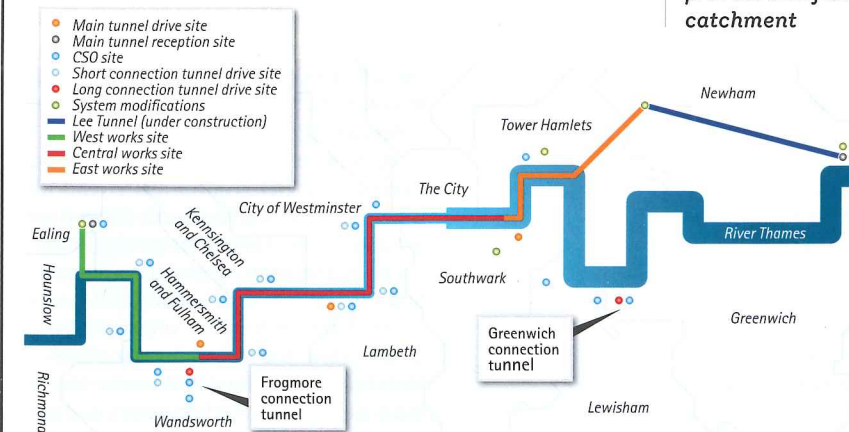 catchment
Main tunnel drive site
Main tunnel reception site
CSO site
Short connection tunnel drive site
Long connection tunnel drive site
System modifications
Lee Tunnel (under construction)
West works site
Central works site
East works site
Newham
Tower Hamlets
The City
City of Westminster
Kennsington
and Chelsea
Ealing
River Thames
Hounslow
Hammersmith
and Fulham
Southwark
Greenwich
Greenwich
connection
tunnel
Lambeth
Richmond
Frogmore
connection
tunnel
Lewisham
Wandsworth